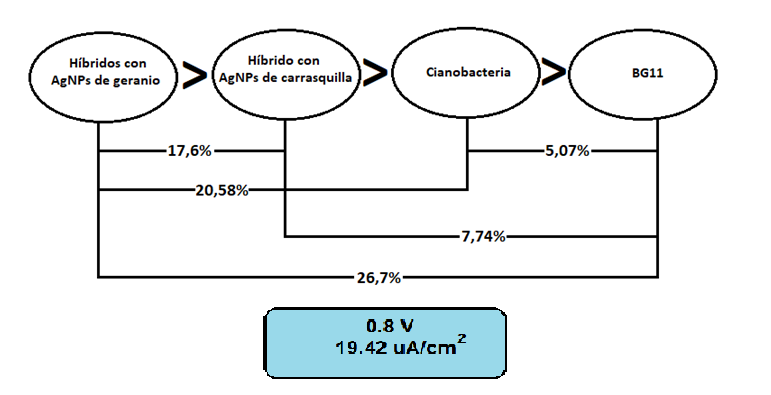 Híbridos con
AgNPs de geranio
>
Híbrido con
AgNPs de carrasquilla
>
Cianobacteria
>
BG11
17,6%
5,07%
20,58%
7,74%
26,7%
0.8 V
19.42 uA/cm²